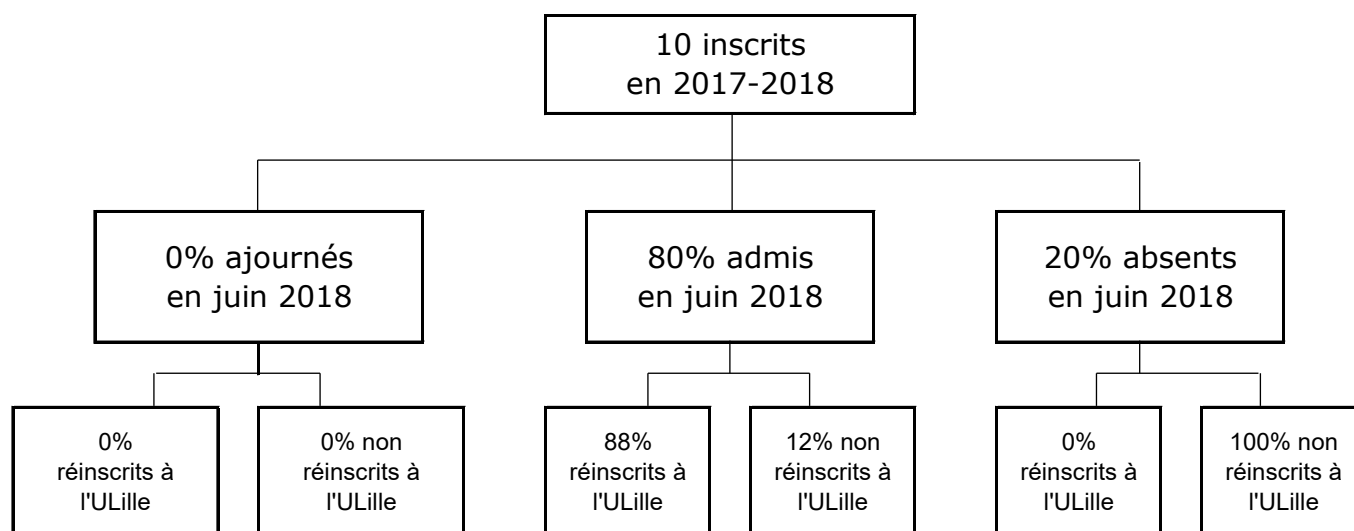 10 inscrits
en 2017-2018
0% ajournés
en juin 2018
80% admis
en juin 2018
20% absents
en juin 2018
0%
réinscrits à
l'ULille
0% non
réinscrits à
l'ULille
88%
réinscrits à
l'ULille
12% non
réinscrits à
l'ULille
0%
réinscrits à
l'ULille
100% non
réinscrits à
l'ULille